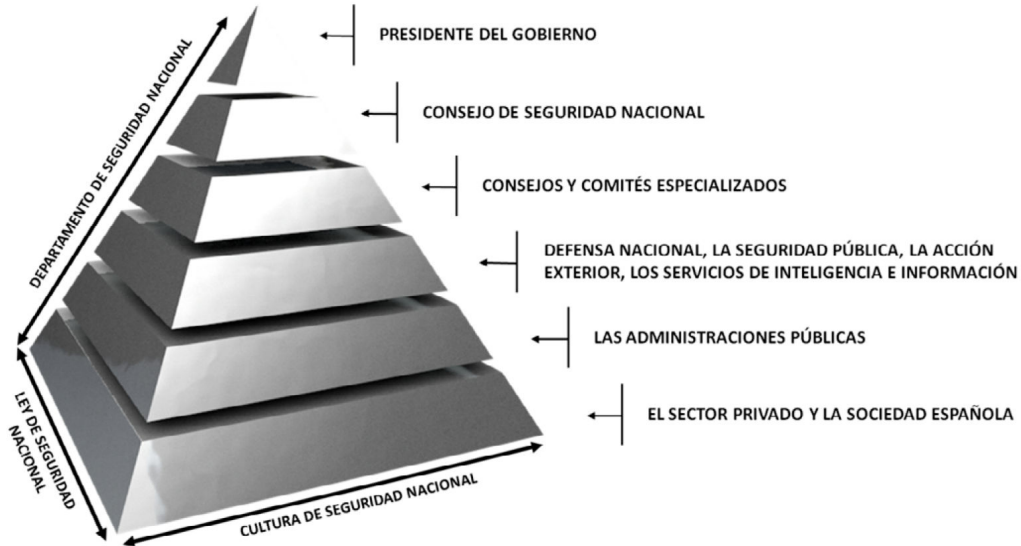 PRESIDENTE DEL GOBIERNO
CONSEJO DE SEGURIDAD NACIONAL
CONSEJOS Y COMITÉS ESPECIALIZADOS
DEFENSA NACIONAL, LA SEGURIDAD PÚBLICA, LA ACCIÓN
EXTERIOR, LOS SERVICIOS DE INTELIGENCIA E INFORMACIÓN
LAS ADMINISTRACIONES PÚBLICAS
EL SECTOR PRIVADO Y LA SOCIEDAD ESPAÑOLA
DEPARTAMENTO DE SEGURIDAD NACIONAL
LEY DE SEGURIDAD
NACIONAL
CULTURA DE SEGURIDAD NACIONAL